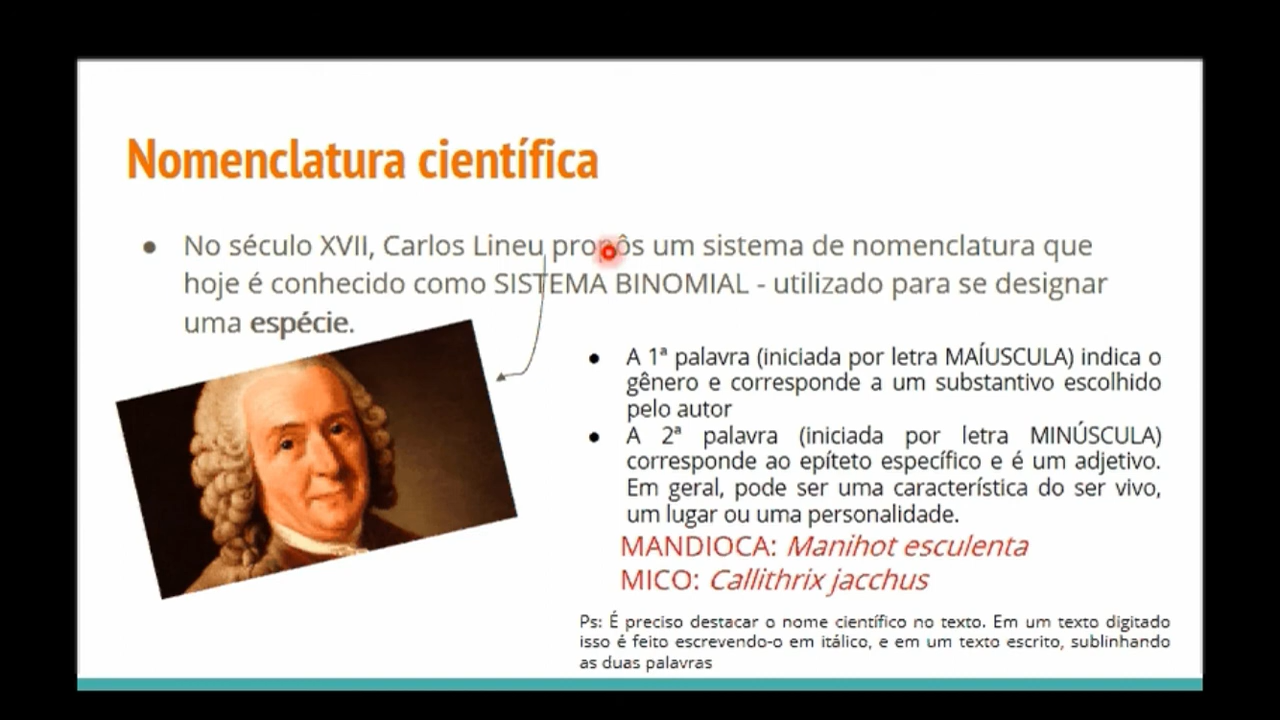 Nomenclatura científica
● No século XVII, Carlos Lineu propôs um sistema de nomenclatura que
hoje é conhecido como SISTEMA BINOMIAL - utilizado para se designar
uma espécie.
● A 1ª palavra (iniciada por letra MAÍUSCULA) indica o
gênero e corresponde a um substantivo escolhido
pelo autor
● A 2ª palavra (iniciada por letra MINÚSCULA)
corresponde ao epíteto específico e é um adjetivo.
Em geral, pode ser uma característica do ser vivo,
um lugar ou uma personalidade.
MANDIOCA: Manihot esculenta
MICO: Callithrix jacchus
Ps: É preciso destacar o nome científico no texto. Em um texto digitado
isso é feito escrevendo-o em itálico, e em um texto escrito, sublinhando
as duas palavras